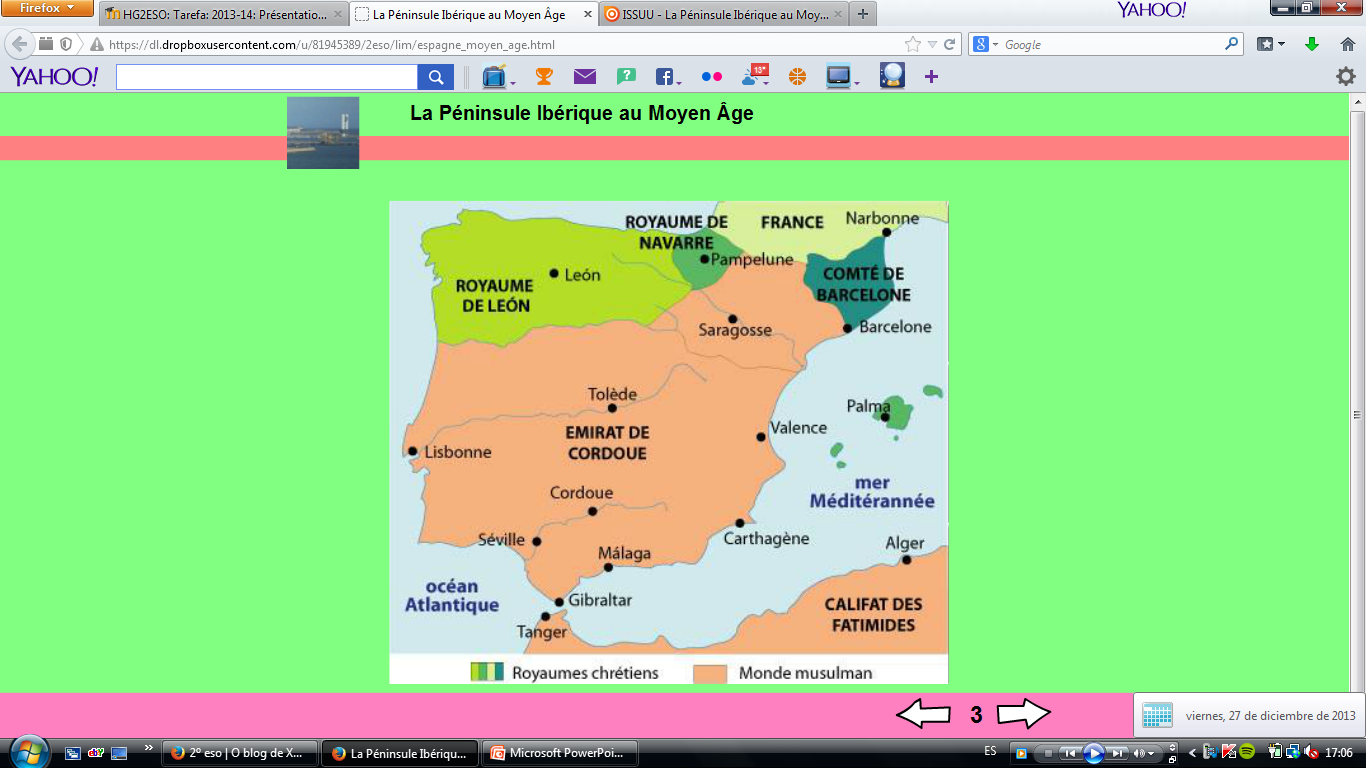 Firefox
HG2ESO: Tarefa: 2013-14: Présentatio...
La Péninsule Ibérique au Moyen Âge
ISSUU - La Péninsule Ibérique au Moy...
YAHOO!
https://dl.dropboxusercontent.com/u/81945389/2eso/lim/espagne_moyen_age.html
Google
YAHOO!
13°
La Péninsule Ibérique au Moyen Âge
ROYAUME DE
NAVARRE
FRANCE
Narbonne
Pampelune
León
COMTÉ DE
BARCELONE
ROYAUME
DE LEÓN
Saragosse
Barcelone
Tolède
Palma
Valence
EMIRAT DE
CORDOUE
Lisbonne
mer
Méditérannée
Cordoue
Séville
Carthagène
Málaga
Alger
océan
Atlantique
Gibraltar
CALIFAT DES
FATIMIDES
Tanger
Royaumes chrétiens
Monde musulman
3
viernes, 27 de diciembre de 2013
2º eso | O blog de X...
La Péninsule Ibériqu...
Microsoft PowerPoi...
ES
17:06